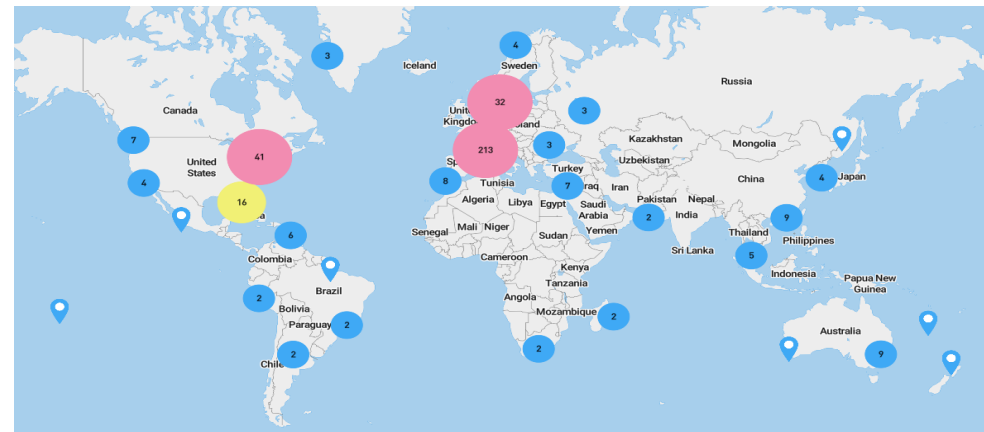 4
3
Iceland
Sweden
Russia
32
Canada
3
7
Kazakhstan
3
Mongolia
41
213
United
States
Uzbekistan
Turkey
4
8
Tunisia
7
Iran
China
4
Japan
16
Algeria
Libya
Egypt
Saudi
Arabia
Pakistan
Nepal
2
India
9
6
Senegal
Mali
Niger
Sudan
Yemen
Thailand
Philippines
Sri Lanka
5
Colombia
Cameroon
Kenya
Indonesia
Papua New
Guinea
Brazil
Tanzania
2
Bolivia
Angola
Mozambique
2
Paraguay
2
Australia
2
2
9
Chile